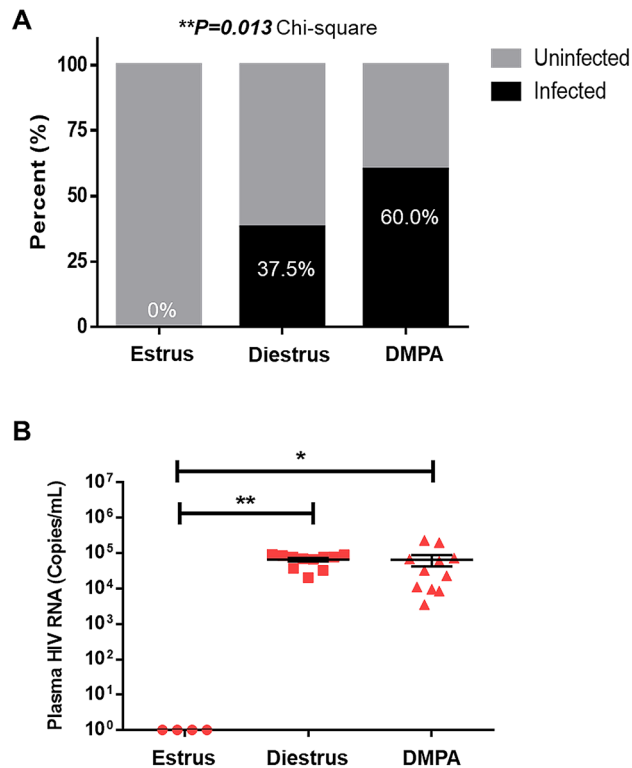 A
**P=0.013 Chi-square
Uninfected
Infected
Percent (%)
100
75
50
25
0
0%
37.5%
60.0%
Estrus Diestrus DMPA
B
*
**
Plasma HIV RNA (Copies/mL)
10⁷
10⁶
10⁵
10⁴
10³
10²
10¹
10⁰
Estrus Diestrus DMPA